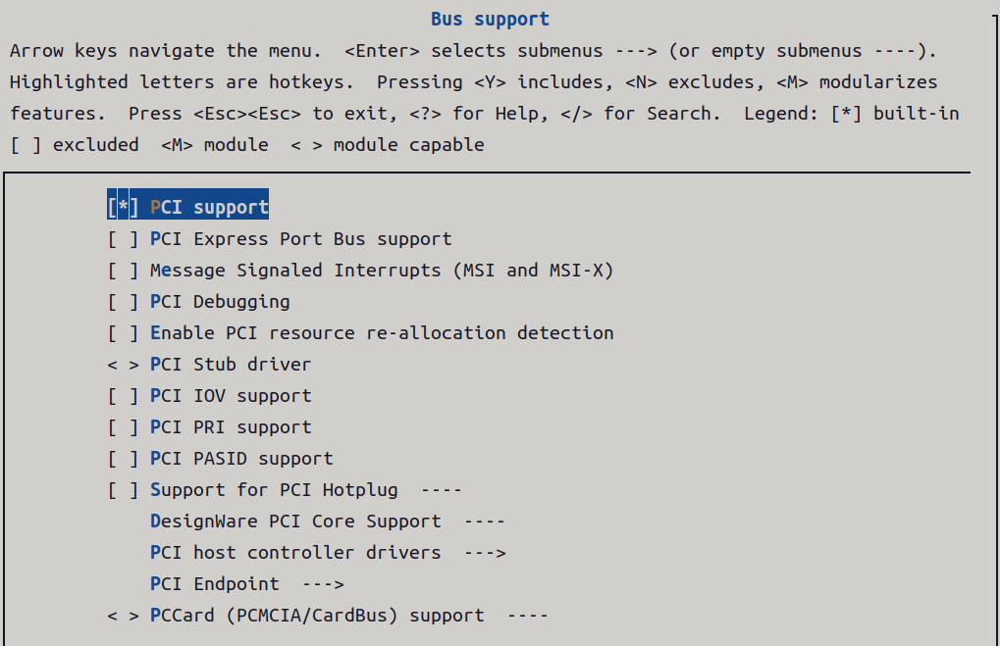 Bus support
Arrow keys navigate the menu.  <Enter> selects submenus ---> (or empty submenus ----).
Highlighted letters are hotkeys.  Pressing <Y> includes, <N> excludes, <M> modularizes
features.  Press <Esc><Esc> to exit, <?> for Help, </> for Search.  Legend: [*] built-in
[ ] excluded  <M> module  < > module capable
[*] PCI support
[ ] PCI Express Port Bus support
[ ] Message Signaled Interrupts (MSI and MSI-X)
[ ] PCI Debugging
[ ] Enable PCI resource re-allocation detection
< > PCI Stub driver
[ ] PCI IOV support
[ ] PCI PRI support
[ ] PCI PASID support
[ ] Support for PCI Hotplug  ----
DesignWare PCI Core Support  ----
PCI host controller drivers  --->
PCI Endpoint  --->
< > PCCard (PCMCIA/CardBus) support  ----